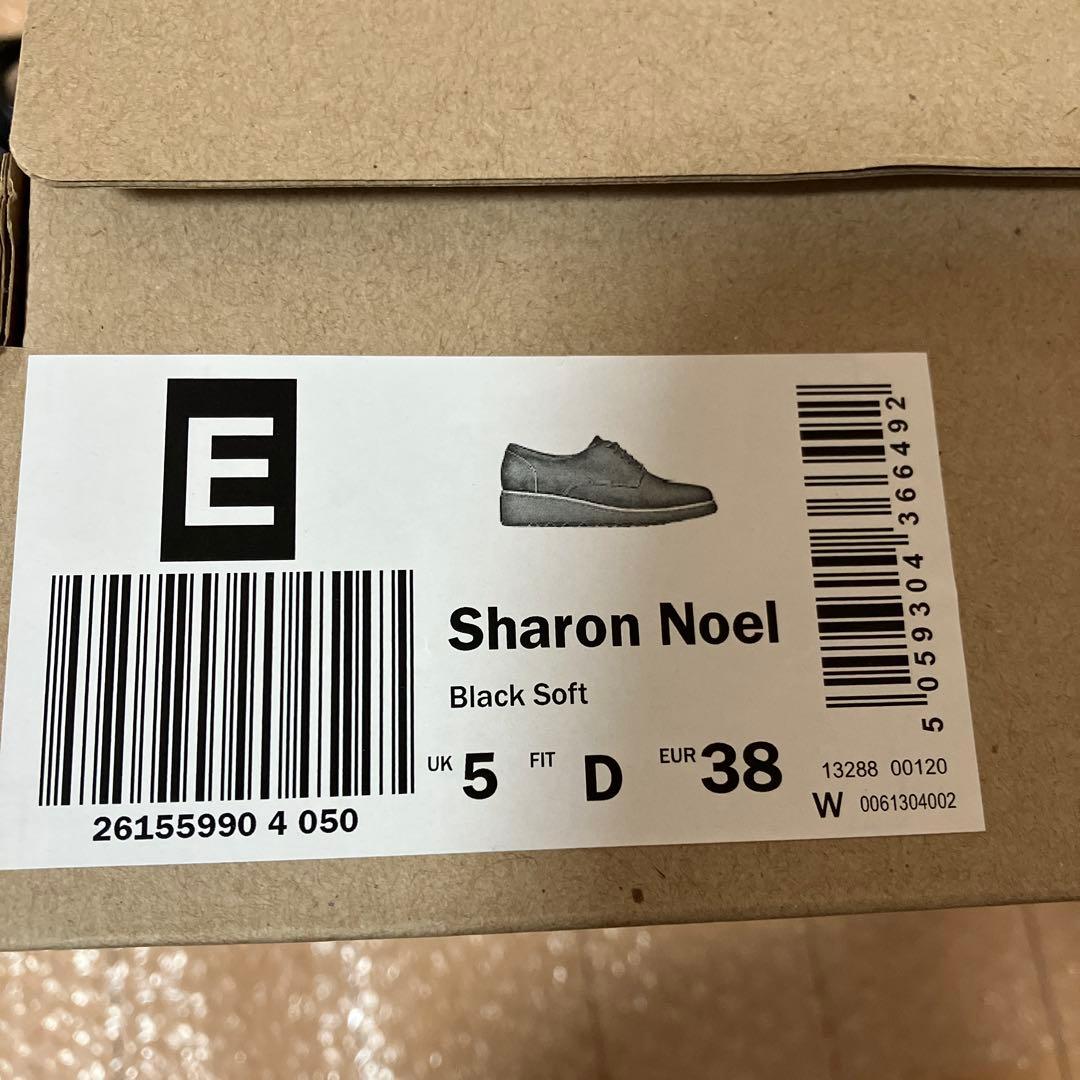 E
26155990 4 050
Sharon Noel
Black Soft
UK 5 FIT D EUR 38
5 059304 366492
13288 00120
W 0061304002